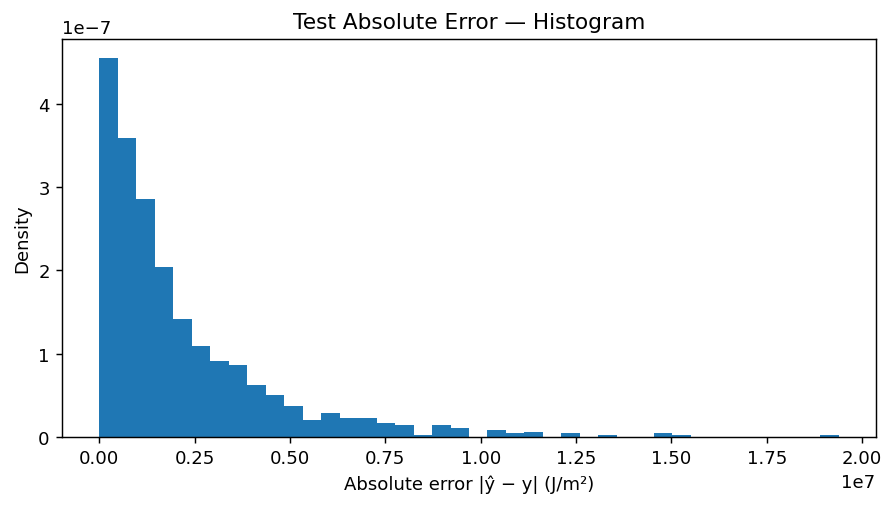 Test Absolute Error — Histogram
1e−7
Density
4
3
2
1
0
0.00 0.25 0.50 0.75 1.00 1.25 1.50 1.75 2.00
1e7
Absolute error |ŷ − y| (J/m²)